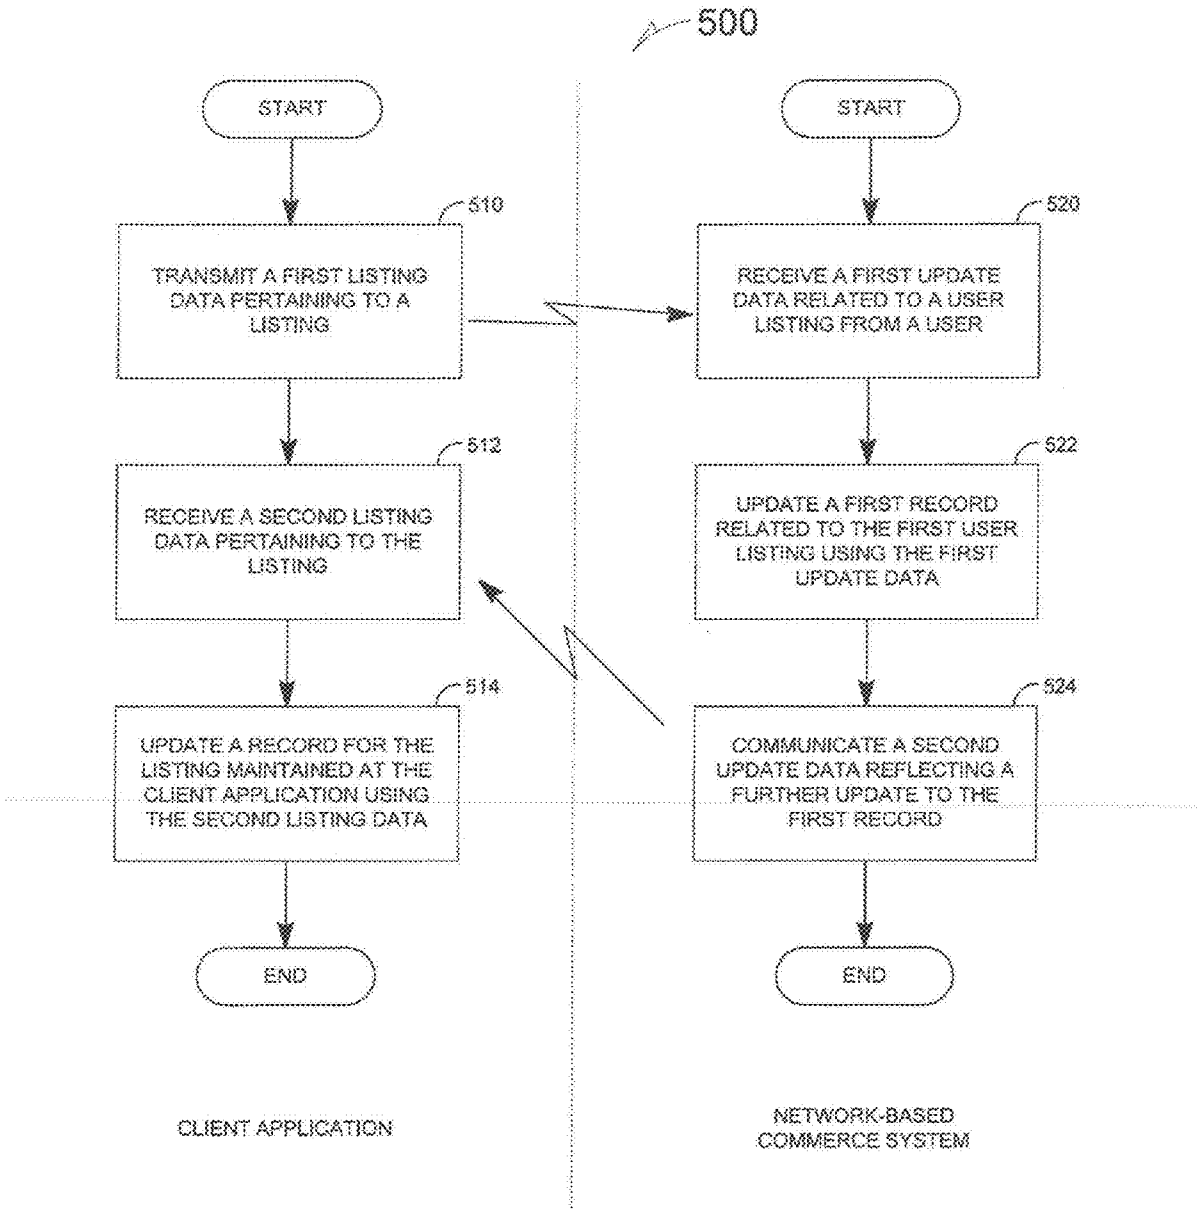 500
START
510
TRANSMIT A FIRST LISTING
DATA PERTAINING TO A
LISTING
512
RECEIVE A SECOND LISTING
DATA PERTAINING TO THE
LISTING
514
UPDATE A RECORD FOR THE
LISTING MAINTAINED AT THE
CLIENT APPLICATION USING
THE SECOND LISTING DATA
END
CLIENT APPLICATION
START
520
RECEIVE A FIRST UPDATE
DATA RELATED TO A USER
LISTING FROM A USER
522
UPDATE A FIRST RECORD
RELATED TO THE FIRST USER
LISTING USING THE FIRST
UPDATE DATA
524
COMMUNICATE A SECOND
UPDATE DATA REFLECTING A
FURTHER UPDATE TO THE
FIRST RECORD
END
NETWORK-BASED
COMMERCE SYSTEM